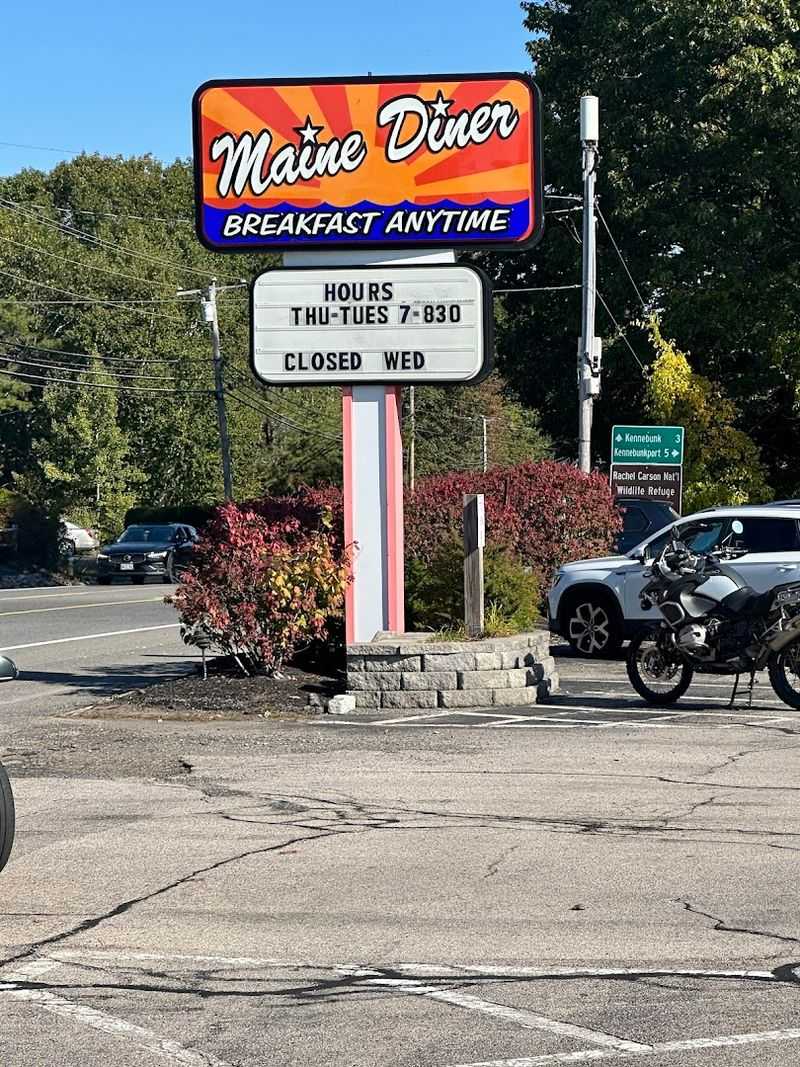 Maine Diner
BREAKFAST ANYTIME
HOURS
THU-TUES 7-830
CLOSED WED
Kennebunk 3
Kennebunkport 5
Rachel Carson Nat'l
Wildlife Refuge